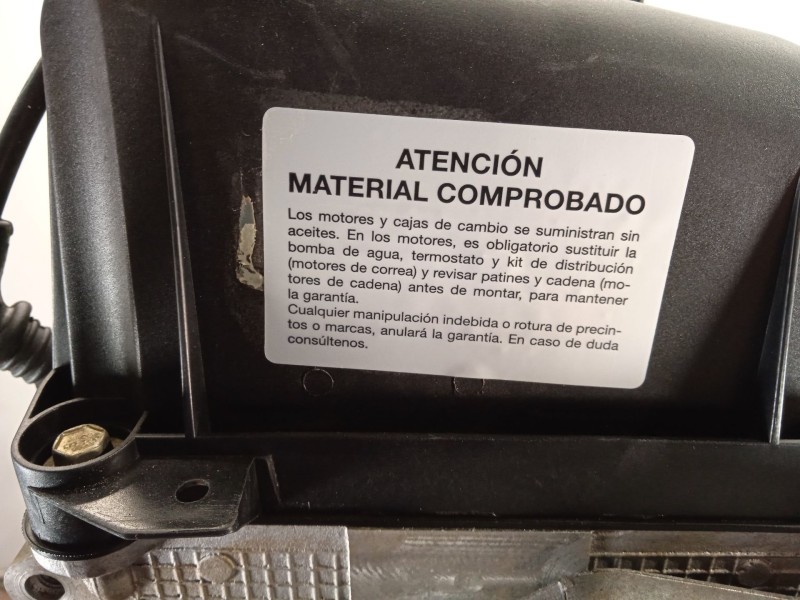 ATENCIÓN
MATERIAL COMPROBADO
Los motores y cajas de cambio se suministran sin
aceites. En los motores, es obligatorio sustituir la
bomba de agua, termostato y kit de distribución
(motores de correa) y revisar patines y cadena (mo-
tores de cadena) antes de montar, para mantener
la garantía.
Cualquier manipulación indebida o rotura de precin-
tos o marcas, anulará la garantía. En caso de duda
consúltenos.